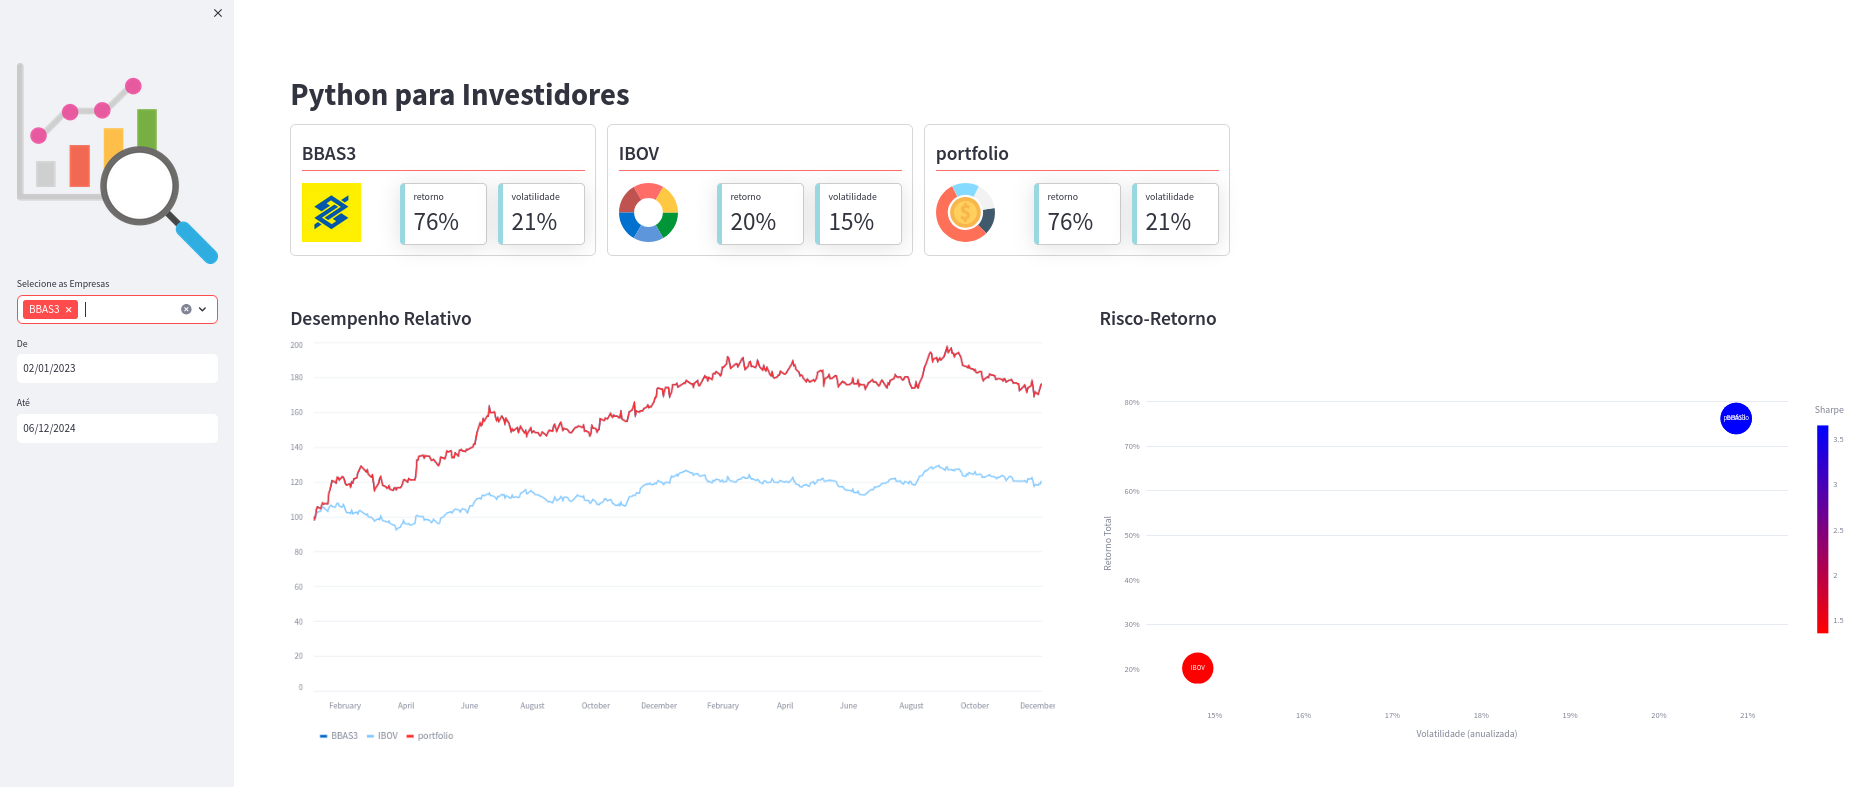 Selecione as Empresas
BBAS3
De
02/01/2023
Até
06/12/2024
Python para Investidores
BBAS3
retorno
76%
volatilidade
21%
IBOV
retorno
20%
volatilidade
15%
portfolio
retorno
76%
volatilidade
21%
Desempenho Relativo
200
180
160
140
120
100
80
60
40
20
0
February April June August October December February April June August October December
BBAS3 IBOV portfolio
Risco-Retorno
Retorno Total
80%
70%
60%
50%
40%
30%
20%
IBOV
15% 16% 17% 18% 19% 20% 21%
Volatilidade (anualizada)
Sharpe
3.5
3
2.5
2
1.5